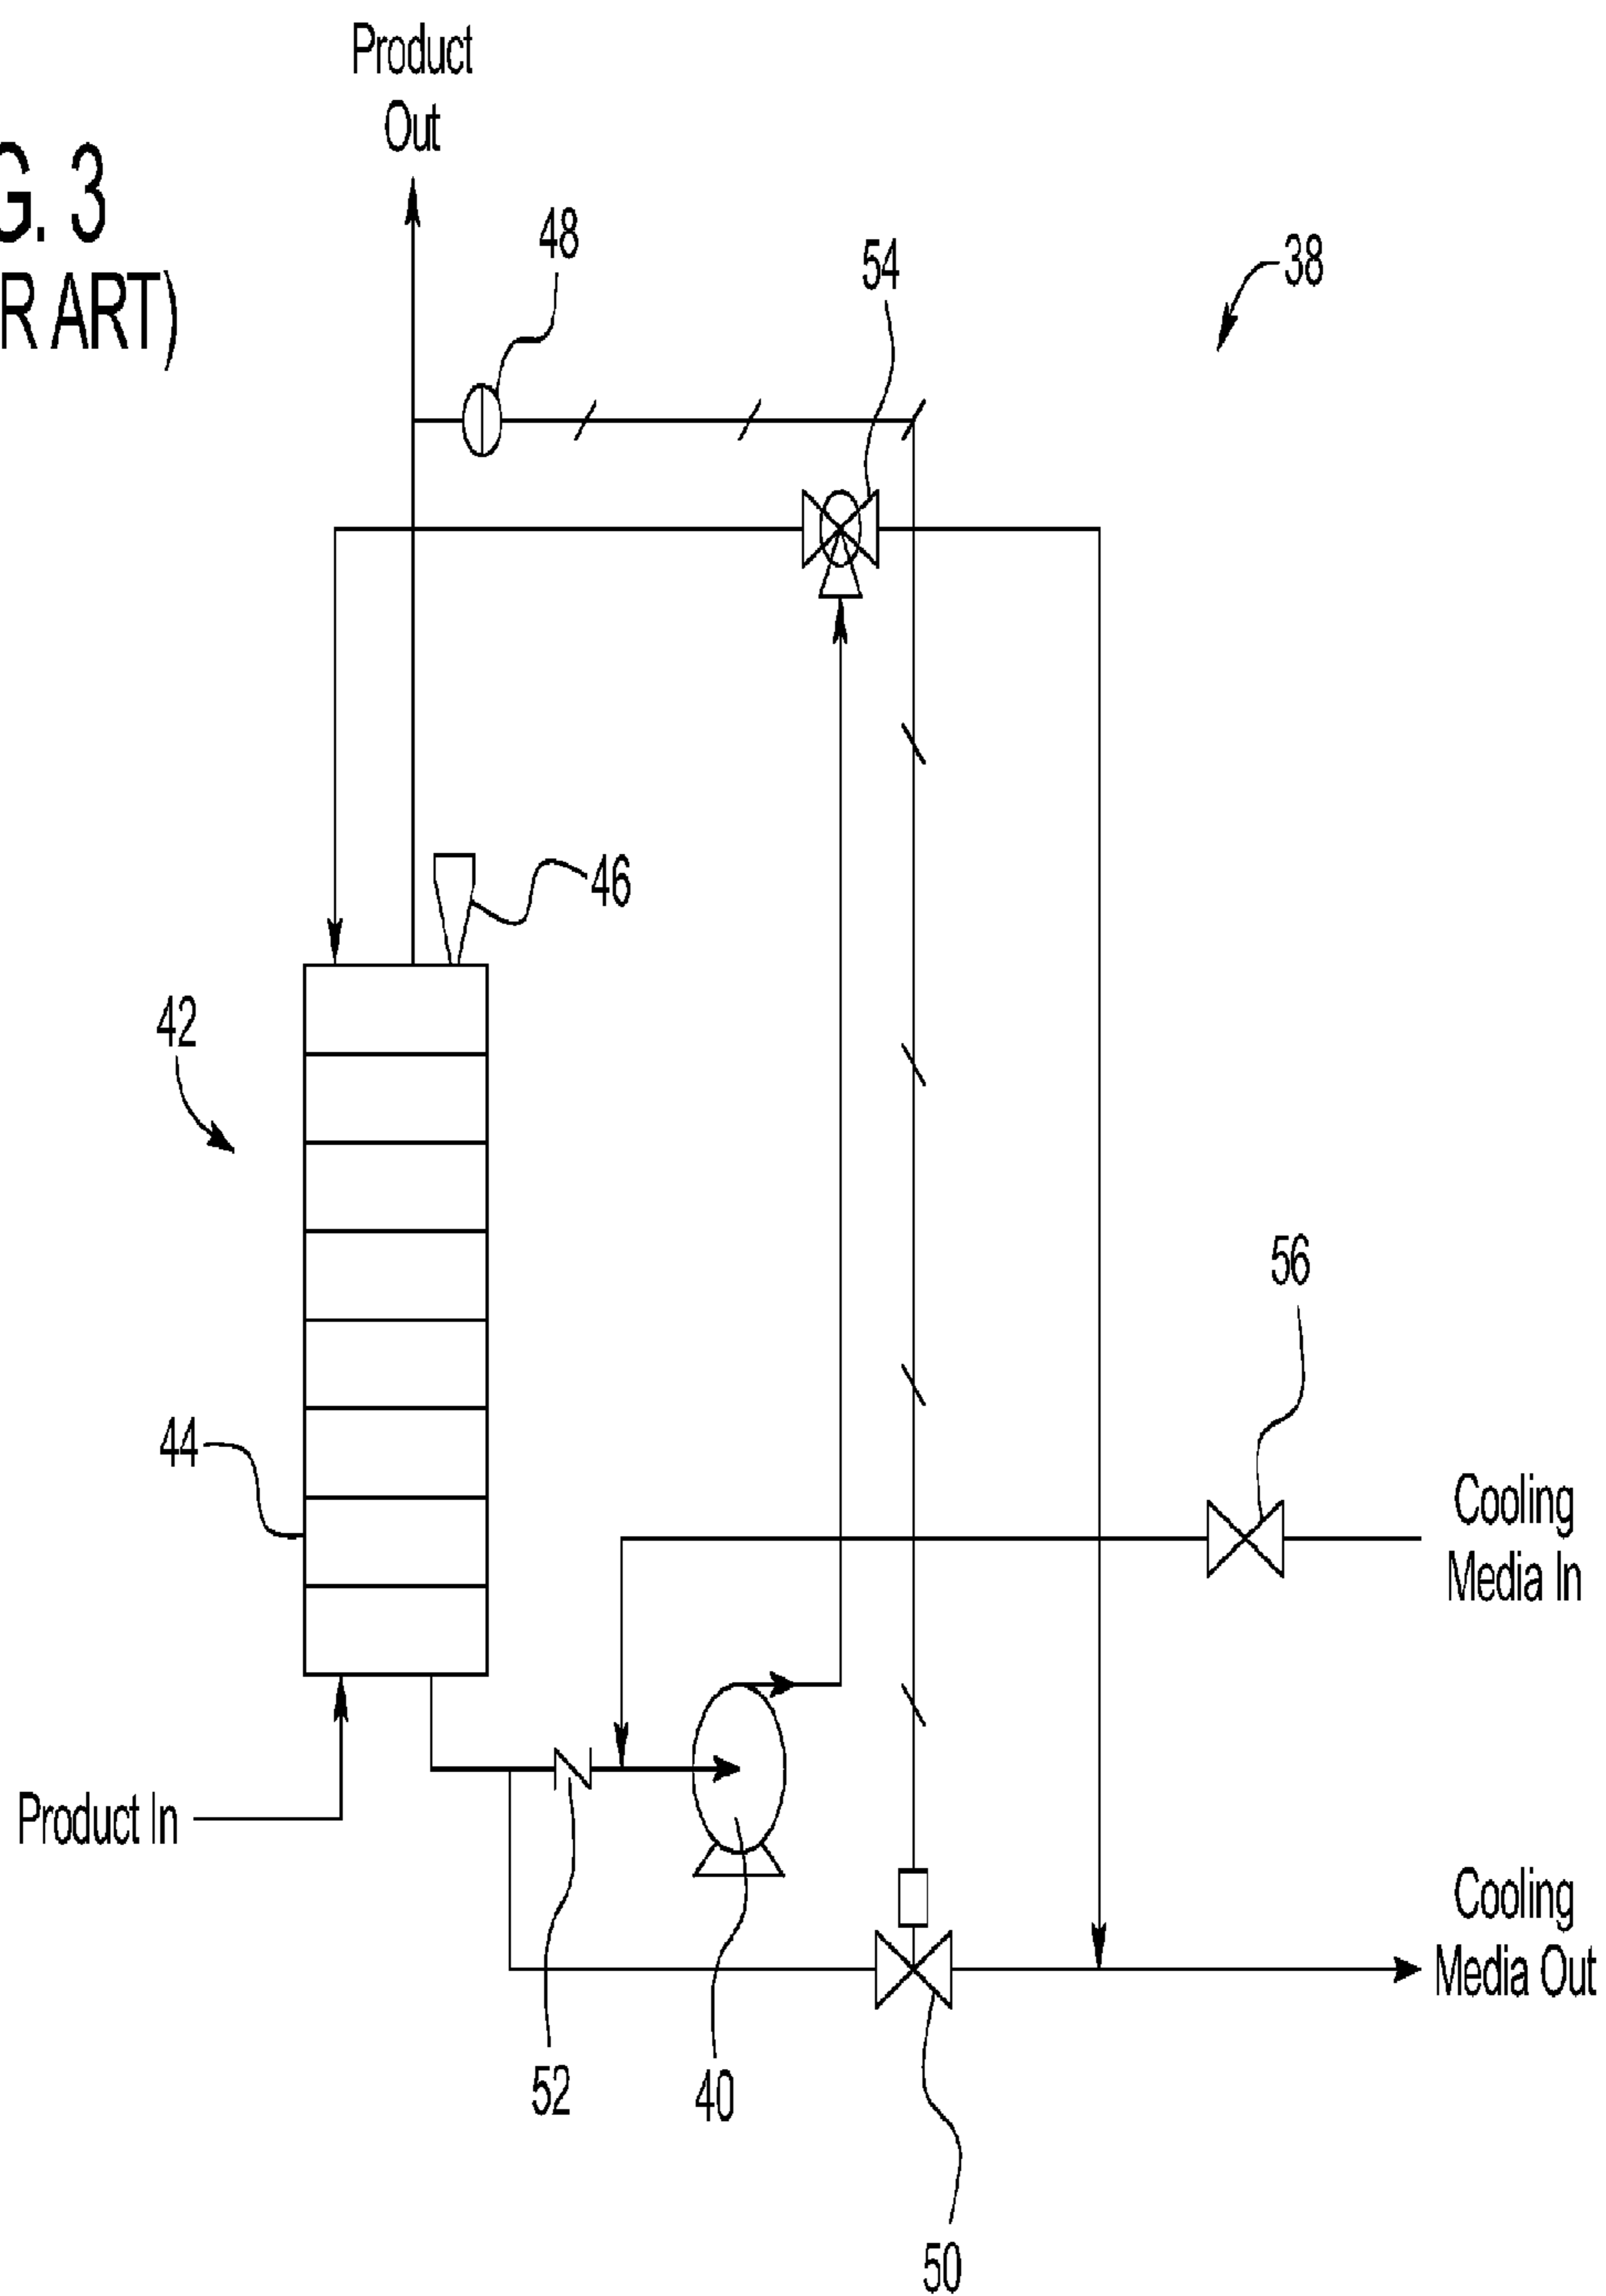 Product
Out
G. 3
R ART)
48
54
38
46
42
56
44
Cooling
Media In
Product In
Cooling
Media Out
52
40
50